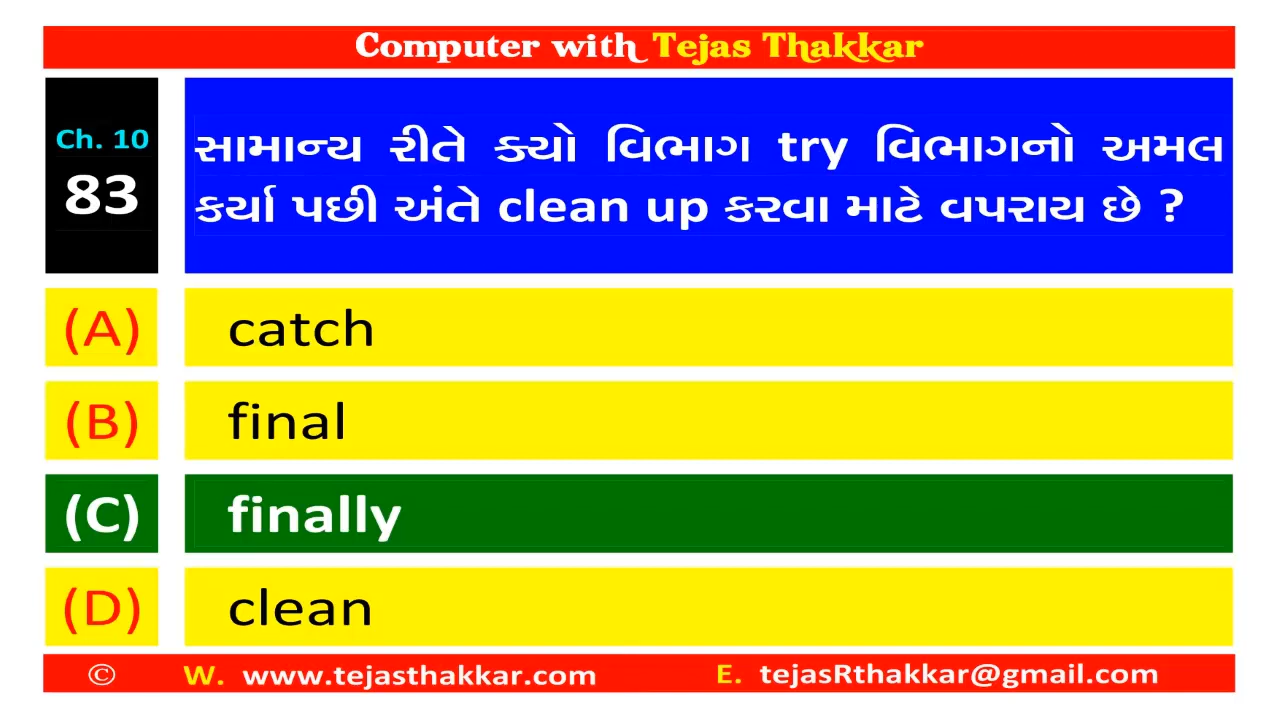 Computer with Tejas Thakkar
Ch. 10
83
સામાન્ય રીતે ક્યો વિભાગ try વિભાગનો અમલ
કર્યા પછી અંતે clean up કરવા માટે વપરાય છે ?
(A) catch
(B) final
(C) finally
(D) clean
© W. www.tejasthakkar.com E. tejasRthakkar@gmail.com